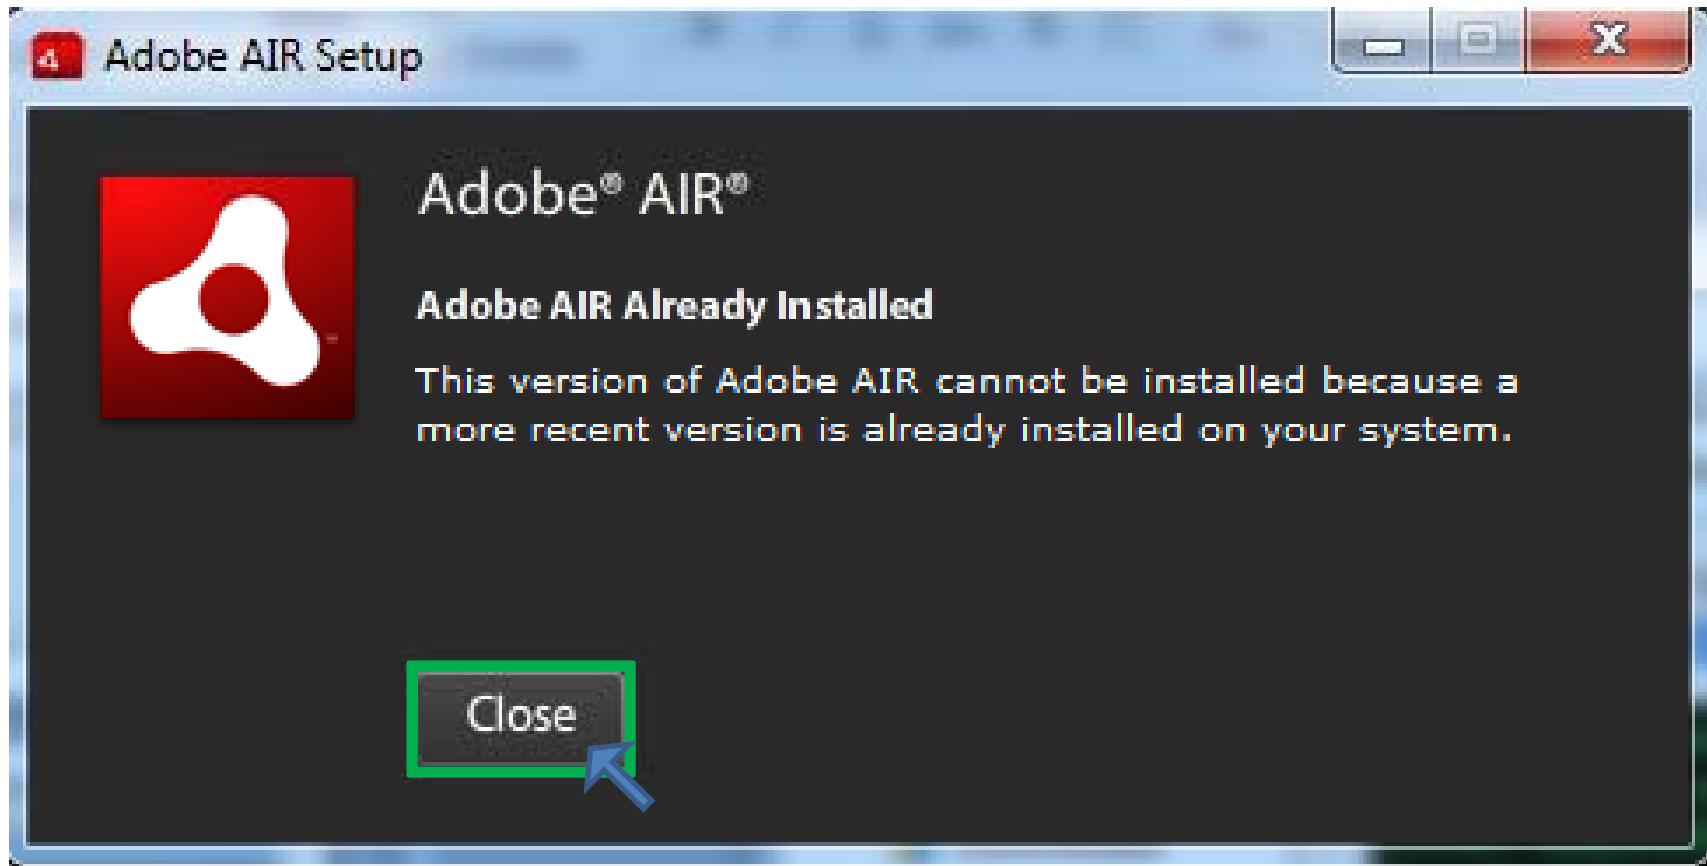 Adobe AIR Setup
Adobe® AIR®
Adobe AIR Already Installed
This version of Adobe AIR cannot be installed because a
more recent version is already installed on your system.
Close